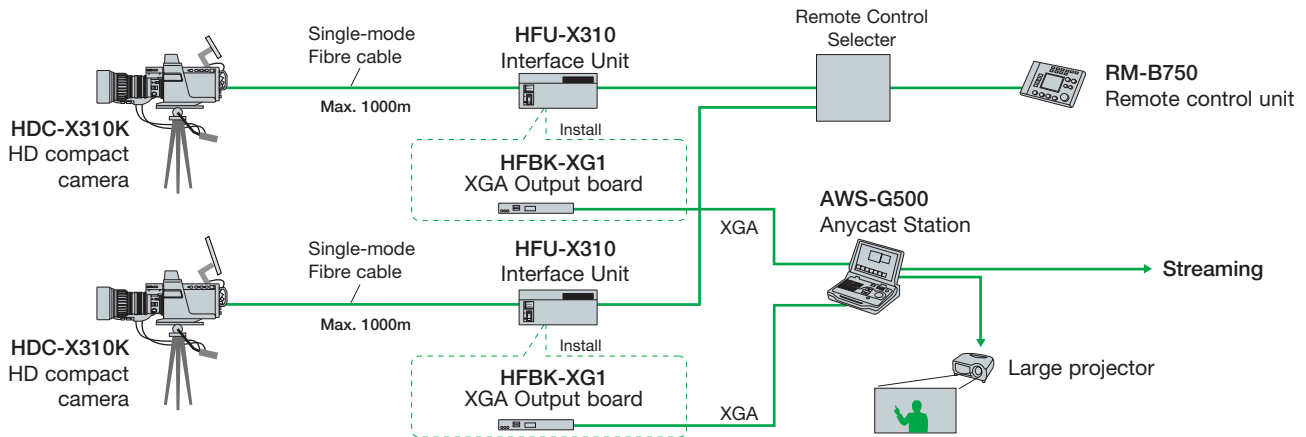 Single-mode
Fibre cable
Max. 1000m
HFU-X310
Interface Unit
Remote Control
Selecter
RM-B750
Remote control unit
HDC-X310K
HD compact
camera
Install
HFBK-XG1
XGA Output board
XGA
AWS-G500
Anycast Station
Streaming
Single-mode
Fibre cable
Max. 1000m
HFU-X310
Interface Unit
HDC-X310K
HD compact
camera
Install
HFBK-XG1
XGA Output board
XGA
Large projector